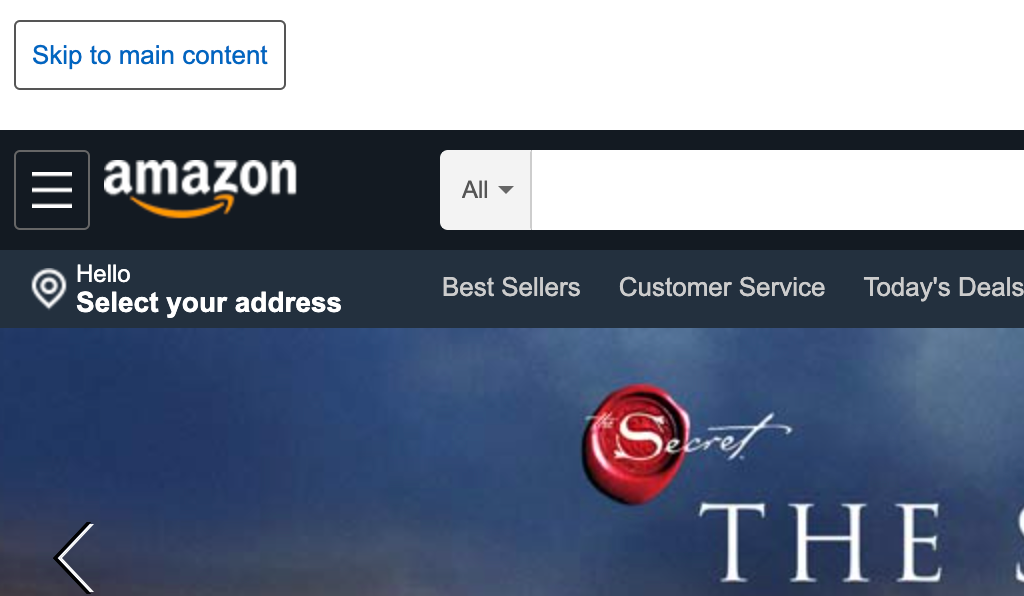 Skip to main content
amazon
All
Hello
Select your address
Best Sellers Customer Service Today's Deals
the Secret
THE